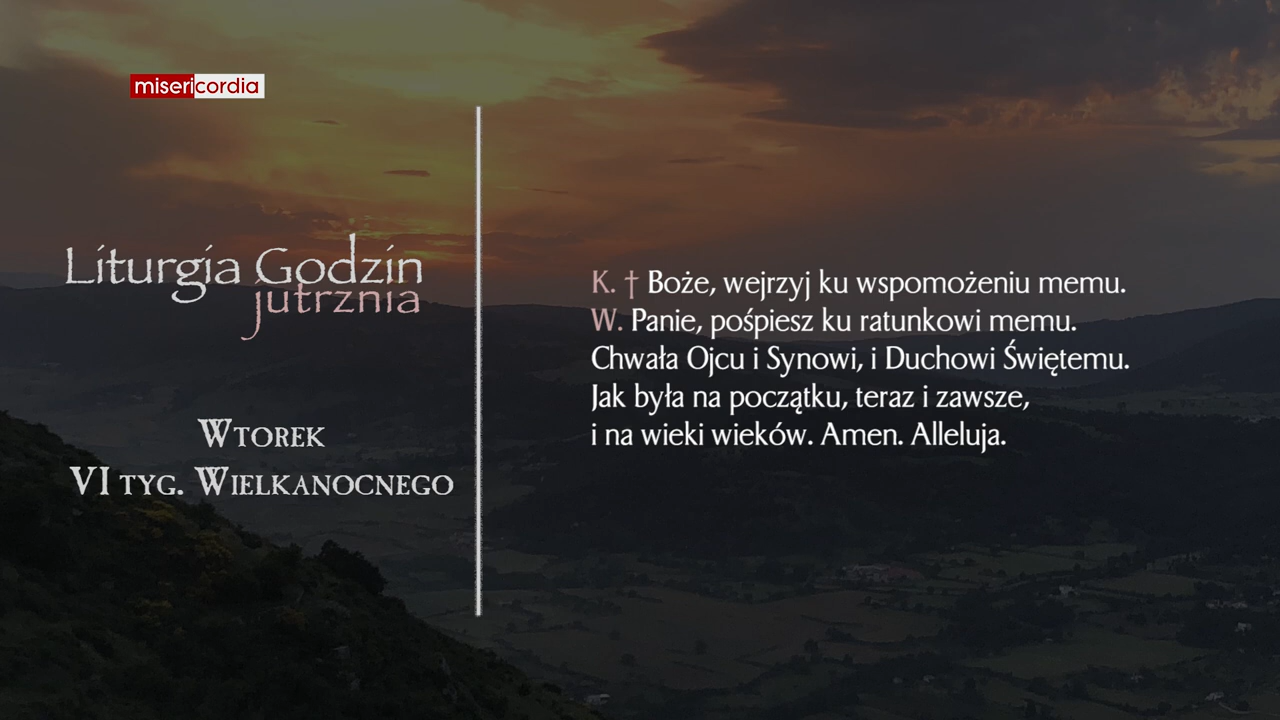 misericordia
Liturgia Godzin
jutrznia
Wtorek
VI tyg. Wielkanocnego
K. † Boże, wejrzyj ku wspomożeniu memu.
W. Panie, pośpiesz ku ratunkowi memu.
Chwała Ojcu i Synowi, i Duchowi Świętemu.
Jak była na początku, teraz i zawsze,
i na wieki wieków. Amen. Alleluja.